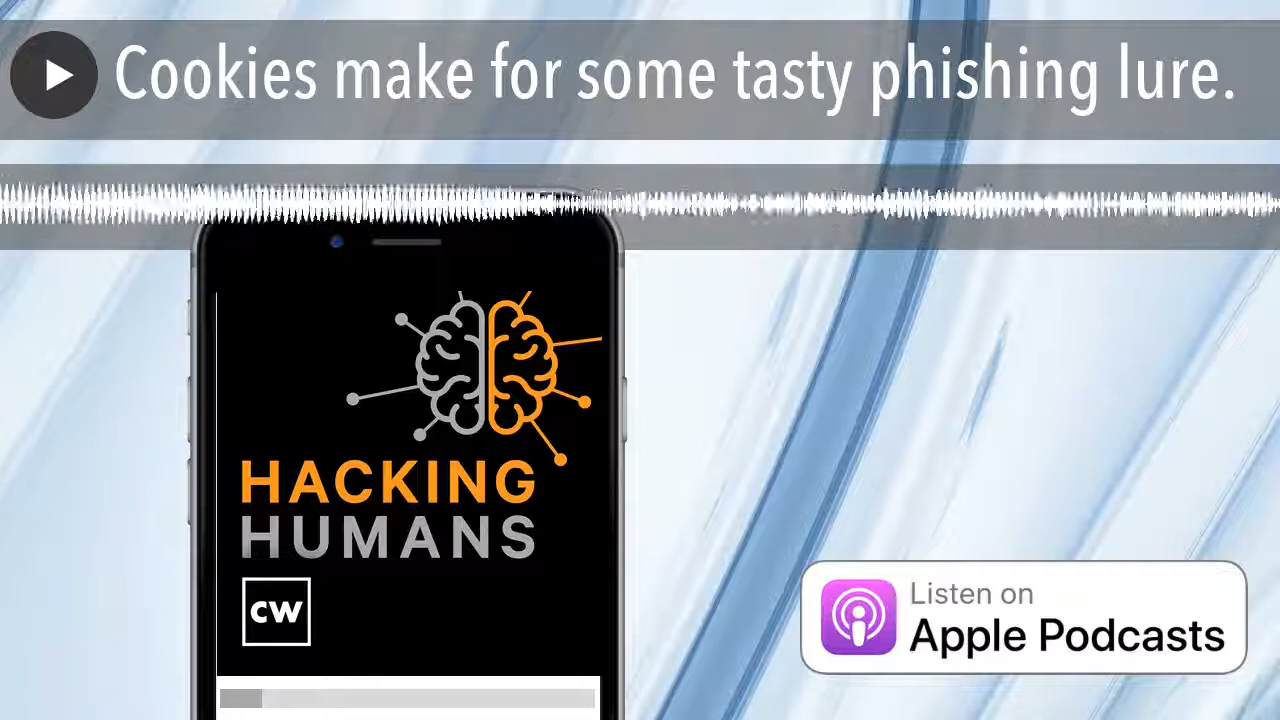 Cookies make for some tasty phishing lure.
HACKING
HUMANS
CW
Listen on
Apple Podcasts